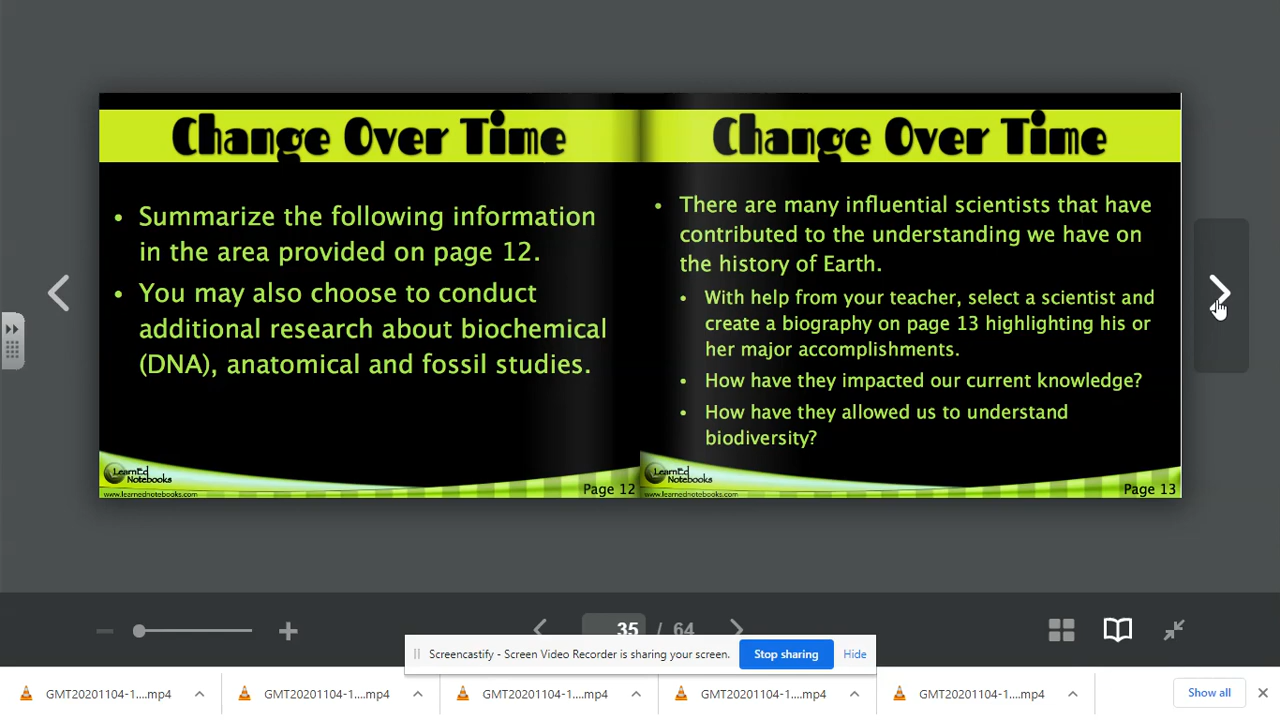 Change Over Time
• Summarize the following information
in the area provided on page 12.
• You may also choose to conduct
additional research about biochemical
(DNA), anatomical and fossil studies.
LearnEd
Notebooks
www.learnednotebooks.com
Page 12
Change Over Time
• There are many influential scientists that have
contributed to the understanding we have on
the history of Earth.
• With help from your teacher, select a scientist and
create a biography on page 13 highlighting his or
her major accomplishments.
• How have they impacted our current knowledge?
• How have they allowed us to understand
biodiversity?
LearnEd
Notebooks
www.learnednotebooks.com
Page 13
35 / 64
Screencastify - Screen Video Recorder is sharing your screen.
Stop sharing
Hide
GMT20201104-1....mp4
GMT20201104-1....mp4
GMT20201104-1....mp4
GMT20201104-1....mp4
GMT20201104-1....mp4
Show all